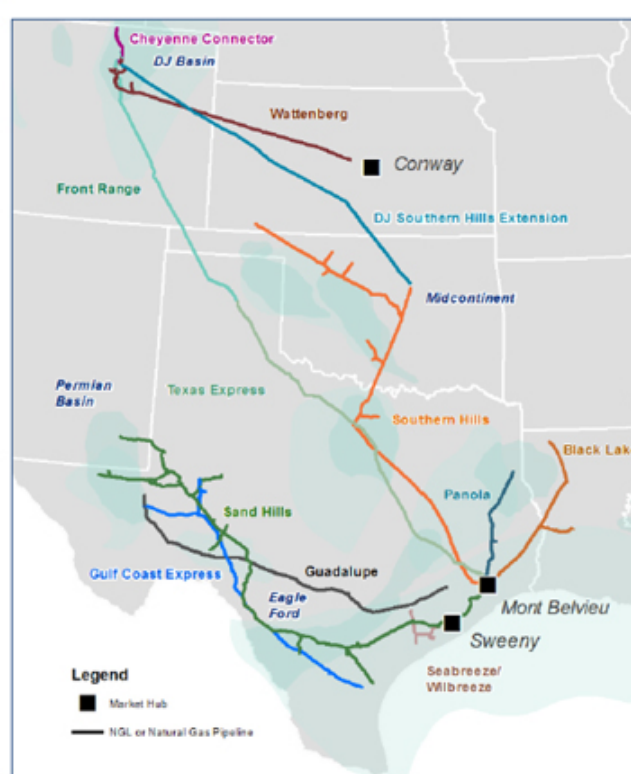 Cheyenne Connector
DJ Basin
Wattenberg
Conway
Front Range
DJ Southern Hills Extension
Midcontinent
Permian
Basin
Texas Express
Southern Hills
Black Lake
Panola
Sand Hills
Guadalupe
Gulf Coast Express
Eagle
Ford
Mont Belvieu
Sweeny
Seabreeze/
Wilbreeze
Legend
Market Hub
NGL or Natural Gas Pipeline